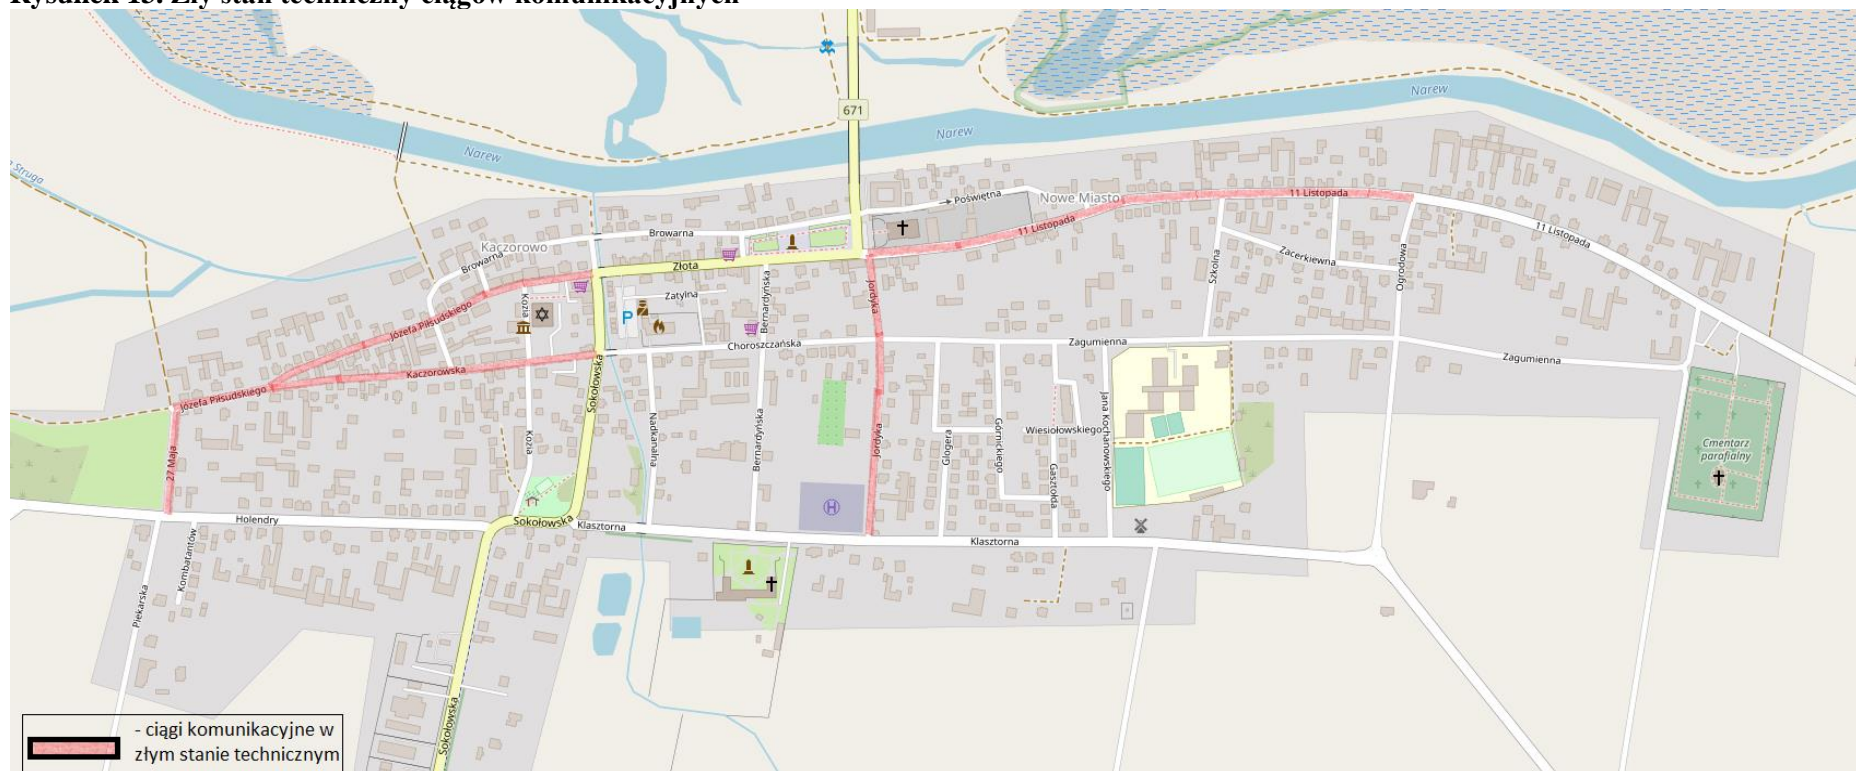 Rysunek 13. Zły stan techniczny ciągów komunikacyjnych
671
Narew
Narew
Narew
Struga
Poświętna
Nowe Miasto
11 Listopada
11 Listopada
11 Listopada
Kaczorowo
Browarna
Browarna
Złota
Zatylna
P
Kozia
Józefa Piłsudskiego
Bernardyńska
Jordyka
Szkolna
Zacerkiewna
Ogrodowa
Choroszczańska
Zagumienna
Zagumienna
Kaczorowska
Józefa Piłsudskiego
Sokołowska
27 Maja
Kozia
Nadkanalna
Bernardyńska
Jordyka
Glogera
Górnickiego
Wiesiołowskiego
Gasztołda
Jana Kochanowskiego
Cmentarz
parafialny
H
Holendry
Sokołowska
Klasztorna
Klasztorna
Kombatantów
Piekarska
Sokołowska
- ciągi komunikacyjne w
złym stanie technicznym